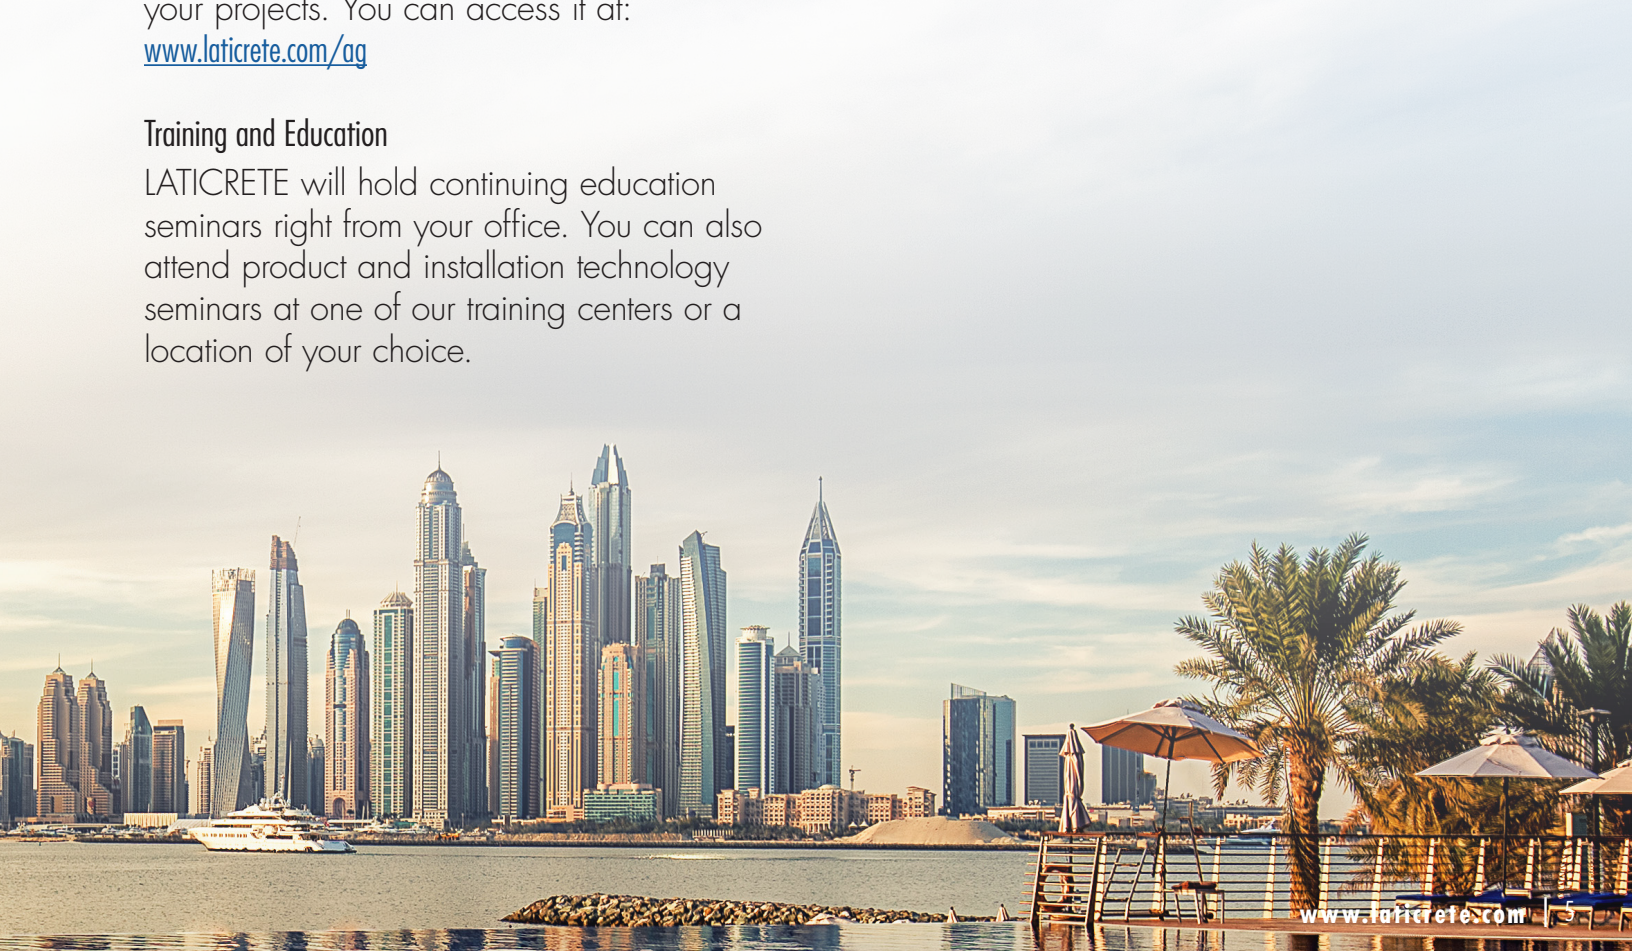 your projects. You can access it at:
www.laticrete.com/ag
Training and Education
LATICRETE will hold continuing education
seminars right from your office. You can also
attend product and installation technology
seminars at one of our training centers or a
location of your choice.
www.laticrete.com | 5